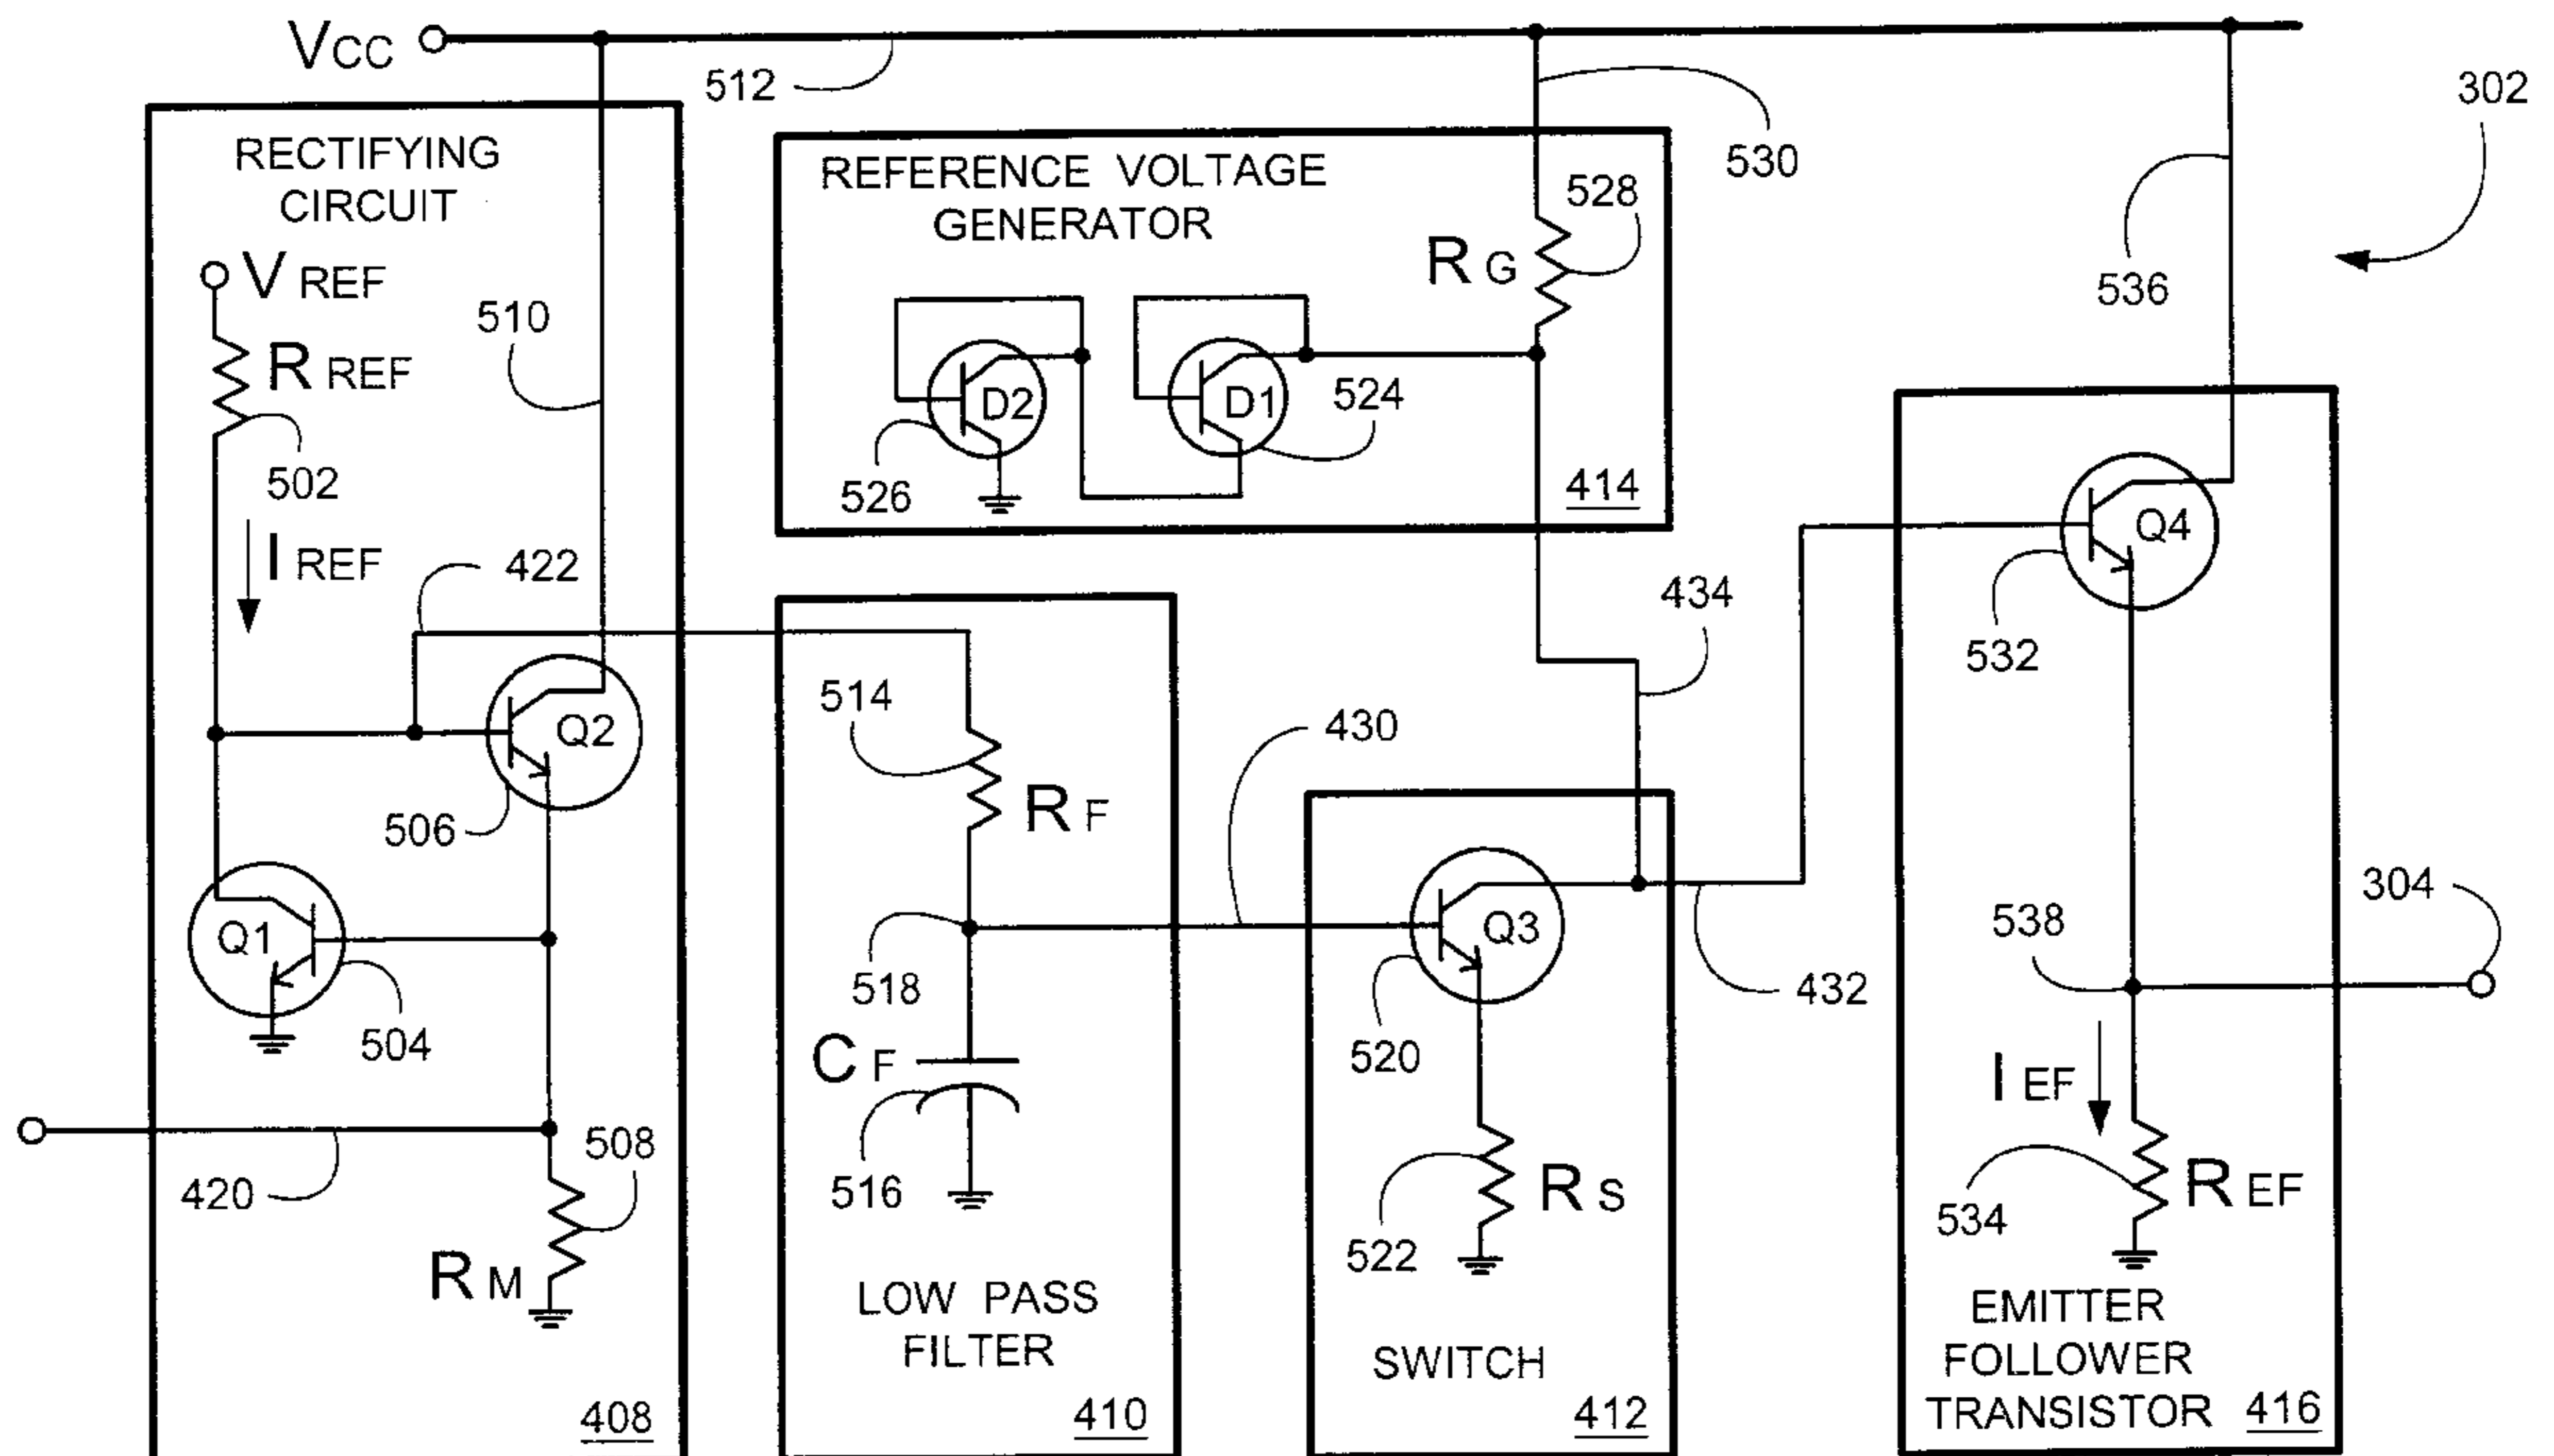 VCC
512
530
302
536
RECTIFYING
CIRCUIT
VREF
RREF
502
IREF
510
422
Q2
506
Q1
504
420
508
RM
408
REFERENCE VOLTAGE
GENERATOR
528
RG
D2
D1
524
526
414
514
RF
518
CF
516
LOW PASS
FILTER
410
430
434
Q3
520
432
RS
522
SWITCH
412
Q4
532
538
304
IEF
REF
534
EMITTER
FOLLOWER
TRANSISTOR 416